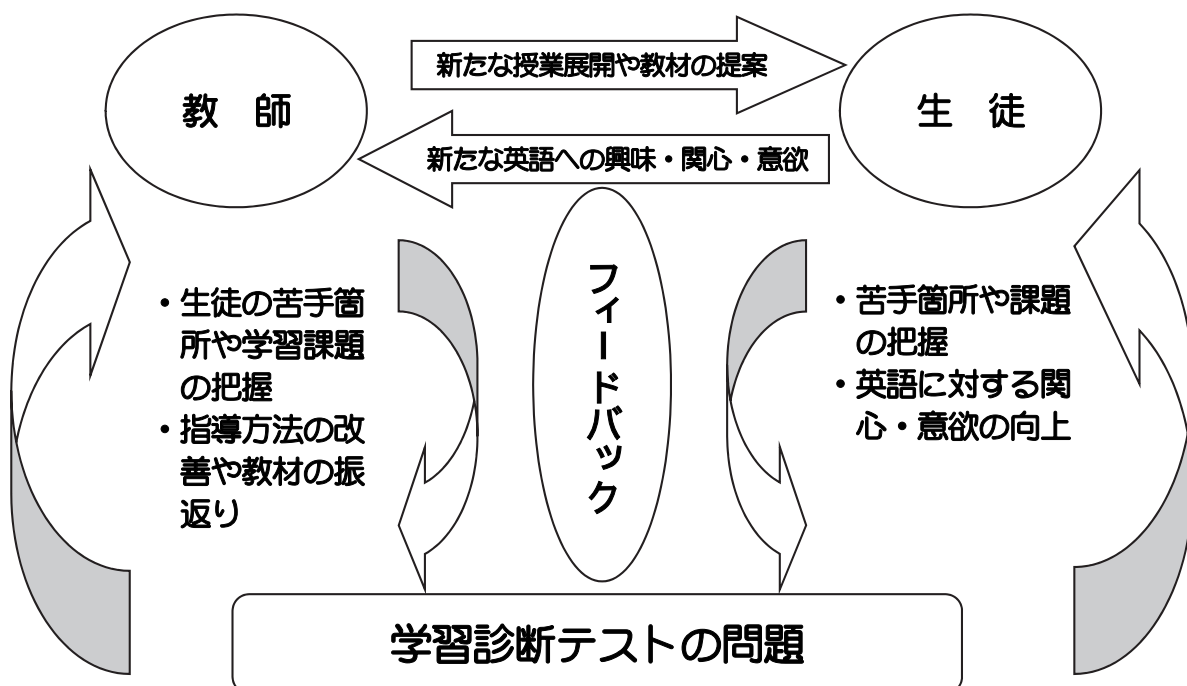 教 師
新たな授業展開や教材の提案
生 徒
新たな英語への興味・関心・意欲
・生徒の苦手箇
所や学習課題
の把握
・指導方法の改
善や教材の振
返り
フィードバック
・苦手箇所や課題
の把握
・英語に対する関
心・意欲の向上
学習診断テストの問題